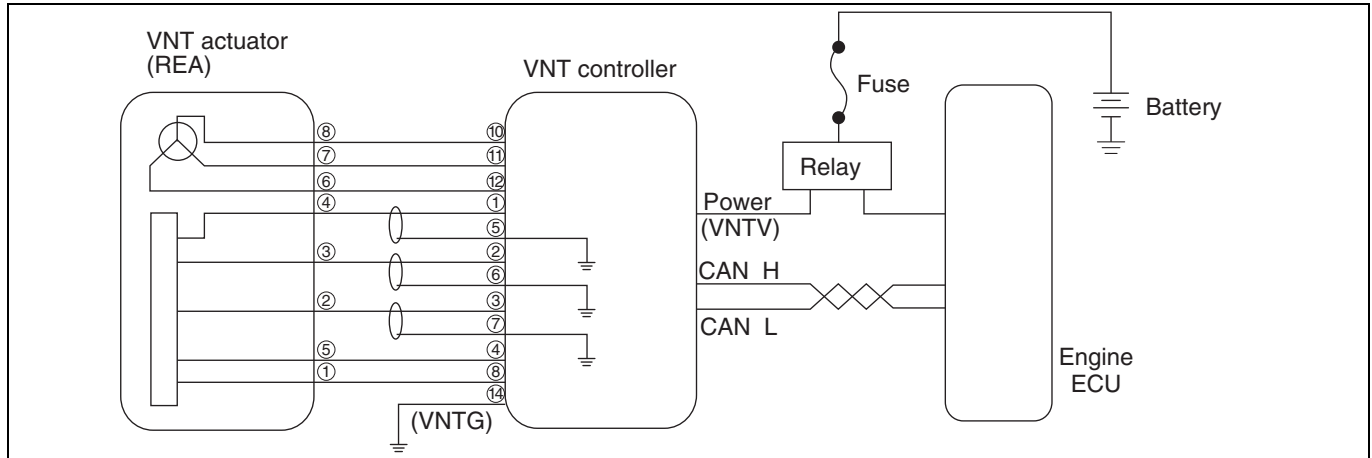 VNT actuator
(REA)
VNT controller
Fuse
Battery
Relay
Power
(VNTV)
CAN H
CAN L
Engine
ECU
(VNTG)
⑧ ⑩
⑦ ⑪
⑥ ⑫
④ ①
⑤
③ ②
⑥
② ③
⑦
⑤ ④
① ⑧
⑭